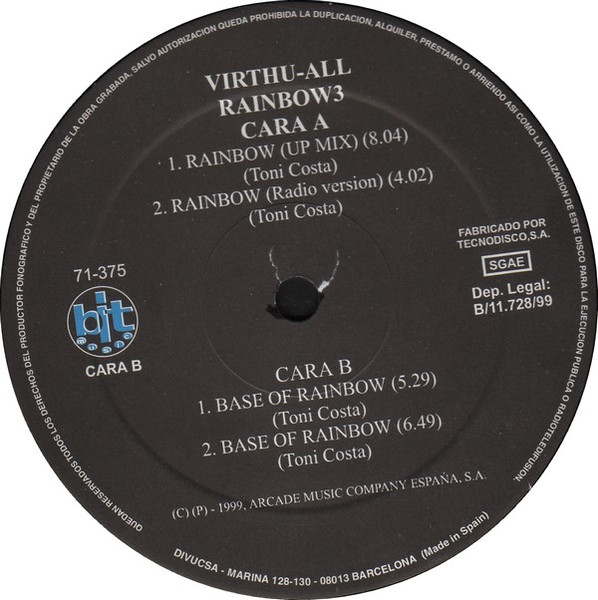 QUEDAN RESERVADOS TODOS LOS DERECHOS DEL PRODUCTOR FONOGRAFICO Y DEL PROPIETARIO DE LA OBRA GRABADA, SALVO AUTORIZACION QUEDA PROHIBIDA LA DUPLICACION, ALQUILER, PRESTAMO O ARRIENDO ASI COMO LA UTILIZACION DE ESTE DISCO PARA LA EJECUCION PUBLICA O RADIOTELEDIFUSION.
VIRTHU-ALL
RAINBOW3
CARA A
1. RAINBOW (UP MIX) (8.04)
(Toni Costa)
2. RAINBOW (Radio version) (4.02)
(Toni Costa)
71-375
bit
CARA B
FABRICADO POR
TECNODISCO,S.A.
SGAE
Dep. Legal:
B/11.728/99
CARA B
1. BASE OF RAINBOW (5.29)
(Toni Costa)
2. BASE OF RAINBOW (6.49)
(Toni Costa)
(C) (P) - 1999, ARCADE MUSIC COMPANY ESPAÑA, S.A.
DIVUCSA - MARINA 128-130 - 08013 BARCELONA (Made in Spain)